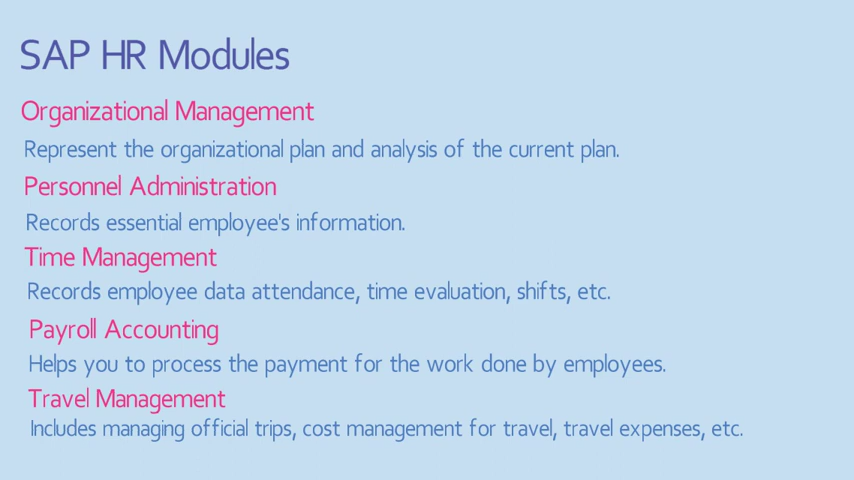 SAP HR Modules
Organizational Management
Represent the organizational plan and analysis of the current plan.
Personnel Administration
Records essential employee's information.
Time Management
Records employee data attendance, time evaluation, shifts, etc.
Payroll Accounting
Helps you to process the payment for the work done by employees.
Travel Management
Includes managing official trips, cost management for travel, travel expenses, etc.